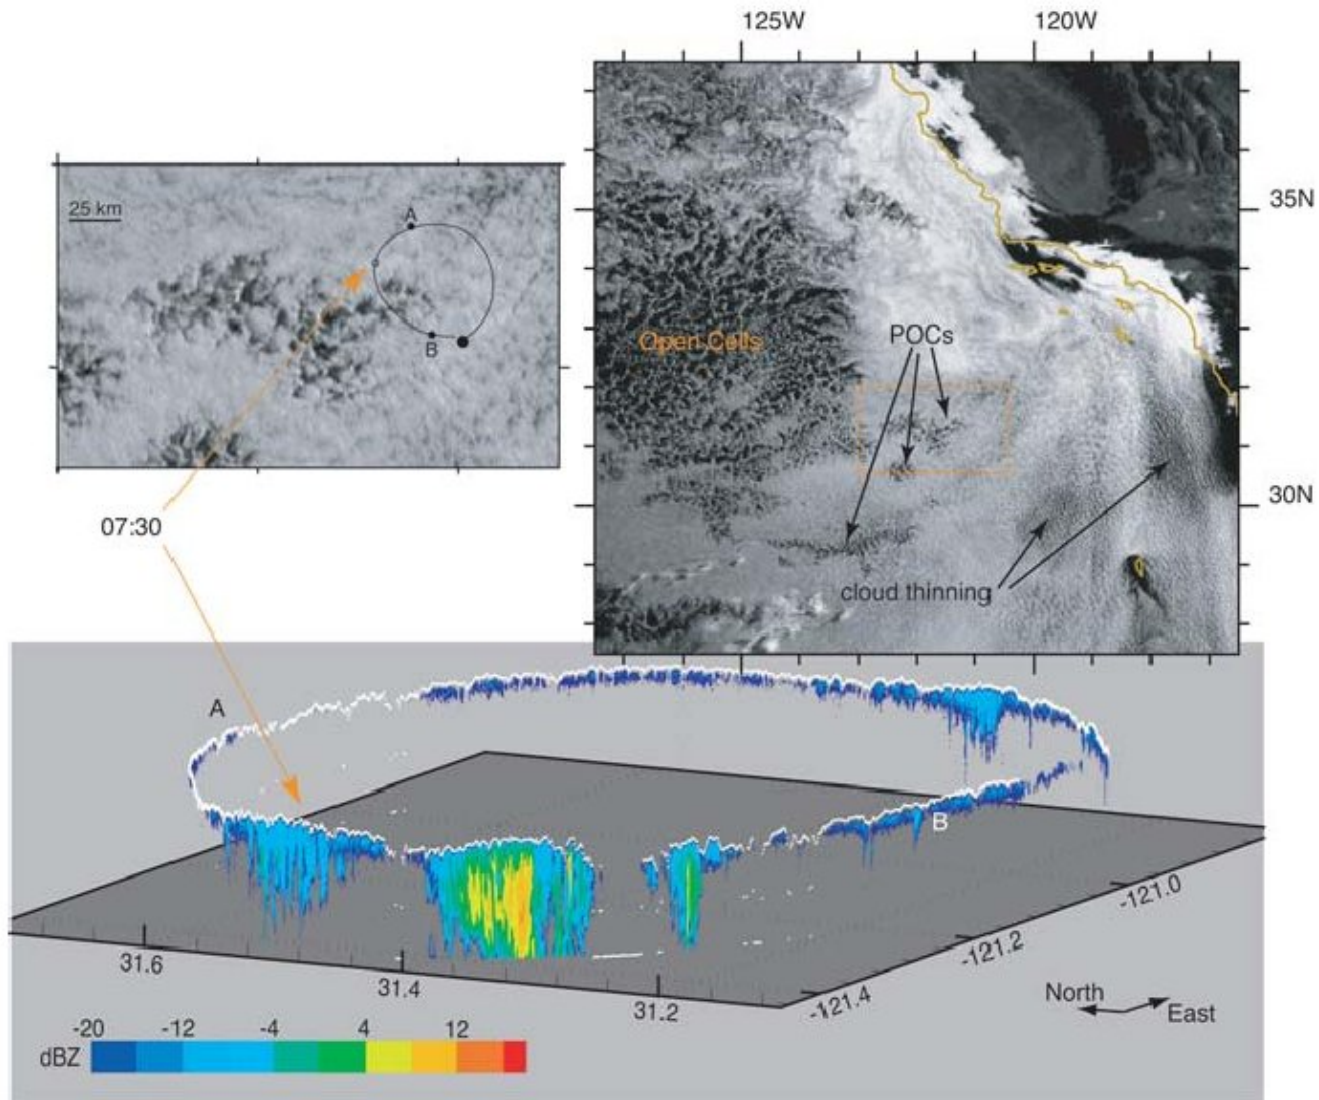 125W
120W
35N
30N
25 km
A
B
Open Cells
POCs
cloud thinning
07:30
A
B
31.6
31.4
31.2
-121.4
-121.2
-121.0
North
East
-20
-12
-4
4
12
dBZ